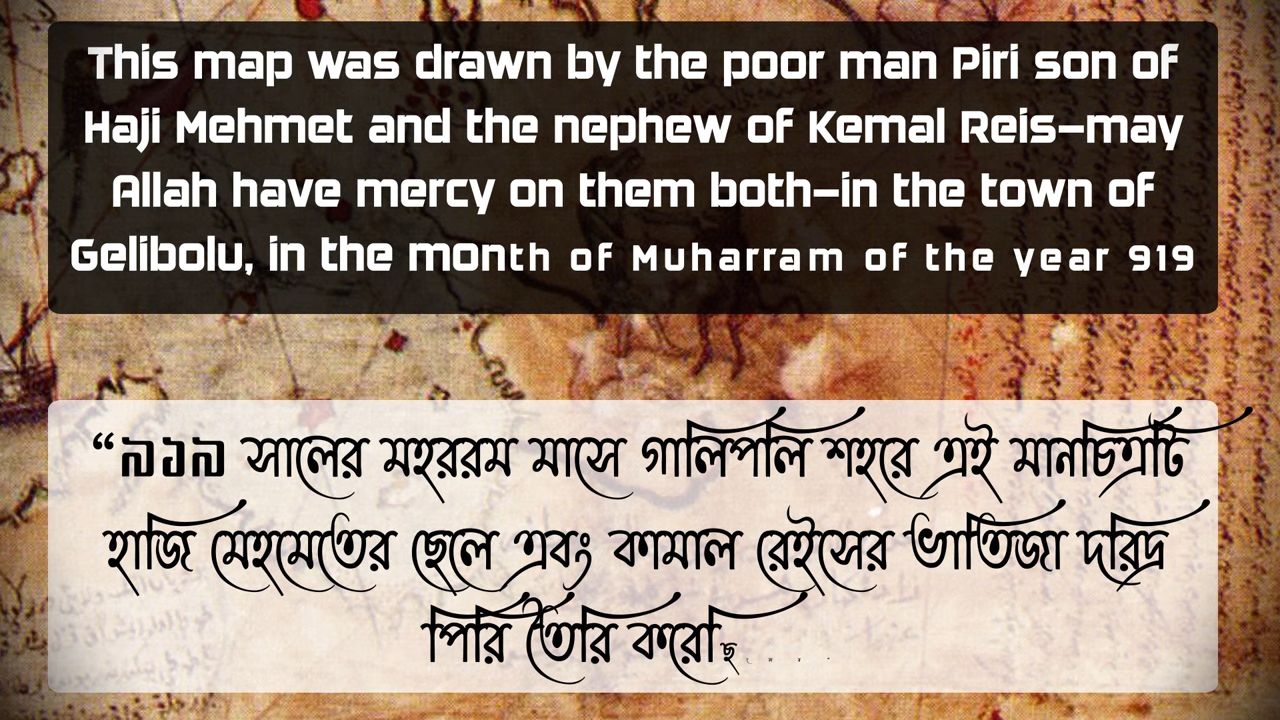 This map was drawn by the poor man Piri son of
Haji Mehmet and the nephew of Kemal Reis—may
Allah have mercy on them both—in the town of
Gelibolu, in the month of Muharram of the year 919
“৯১৯ সালের মহররম মাসে গালিপলি শহরে এই মানচিত্রটি
হাজি মেহমেতের ছেলে এবং কামাল রেইসের ভাতিজা দরিদ্র
পিরি তৈরি করেছি